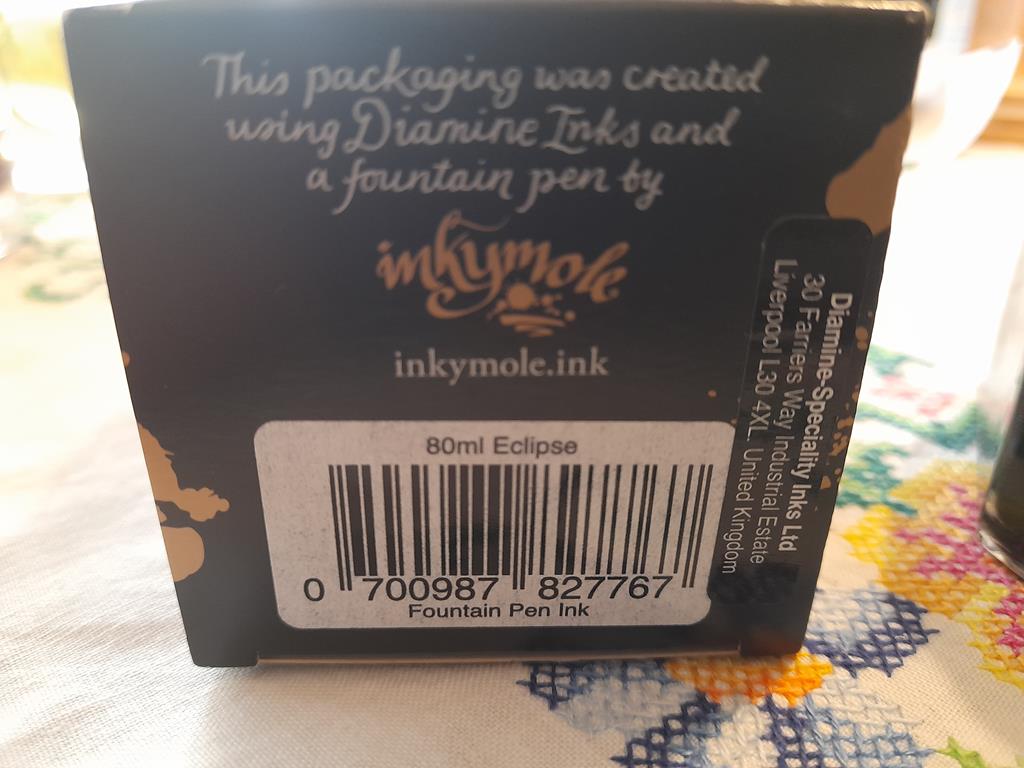 This packaging was created
using Diamine Inks and
a fountain pen by
inkymole
inkymole.ink
80ml Eclipse
0 700987 827767
Fountain Pen Ink
Diamine-Speciality Inks Ltd
30 Farriers Way Industrial Estate
Liverpool L30 4XL. United Kingdom